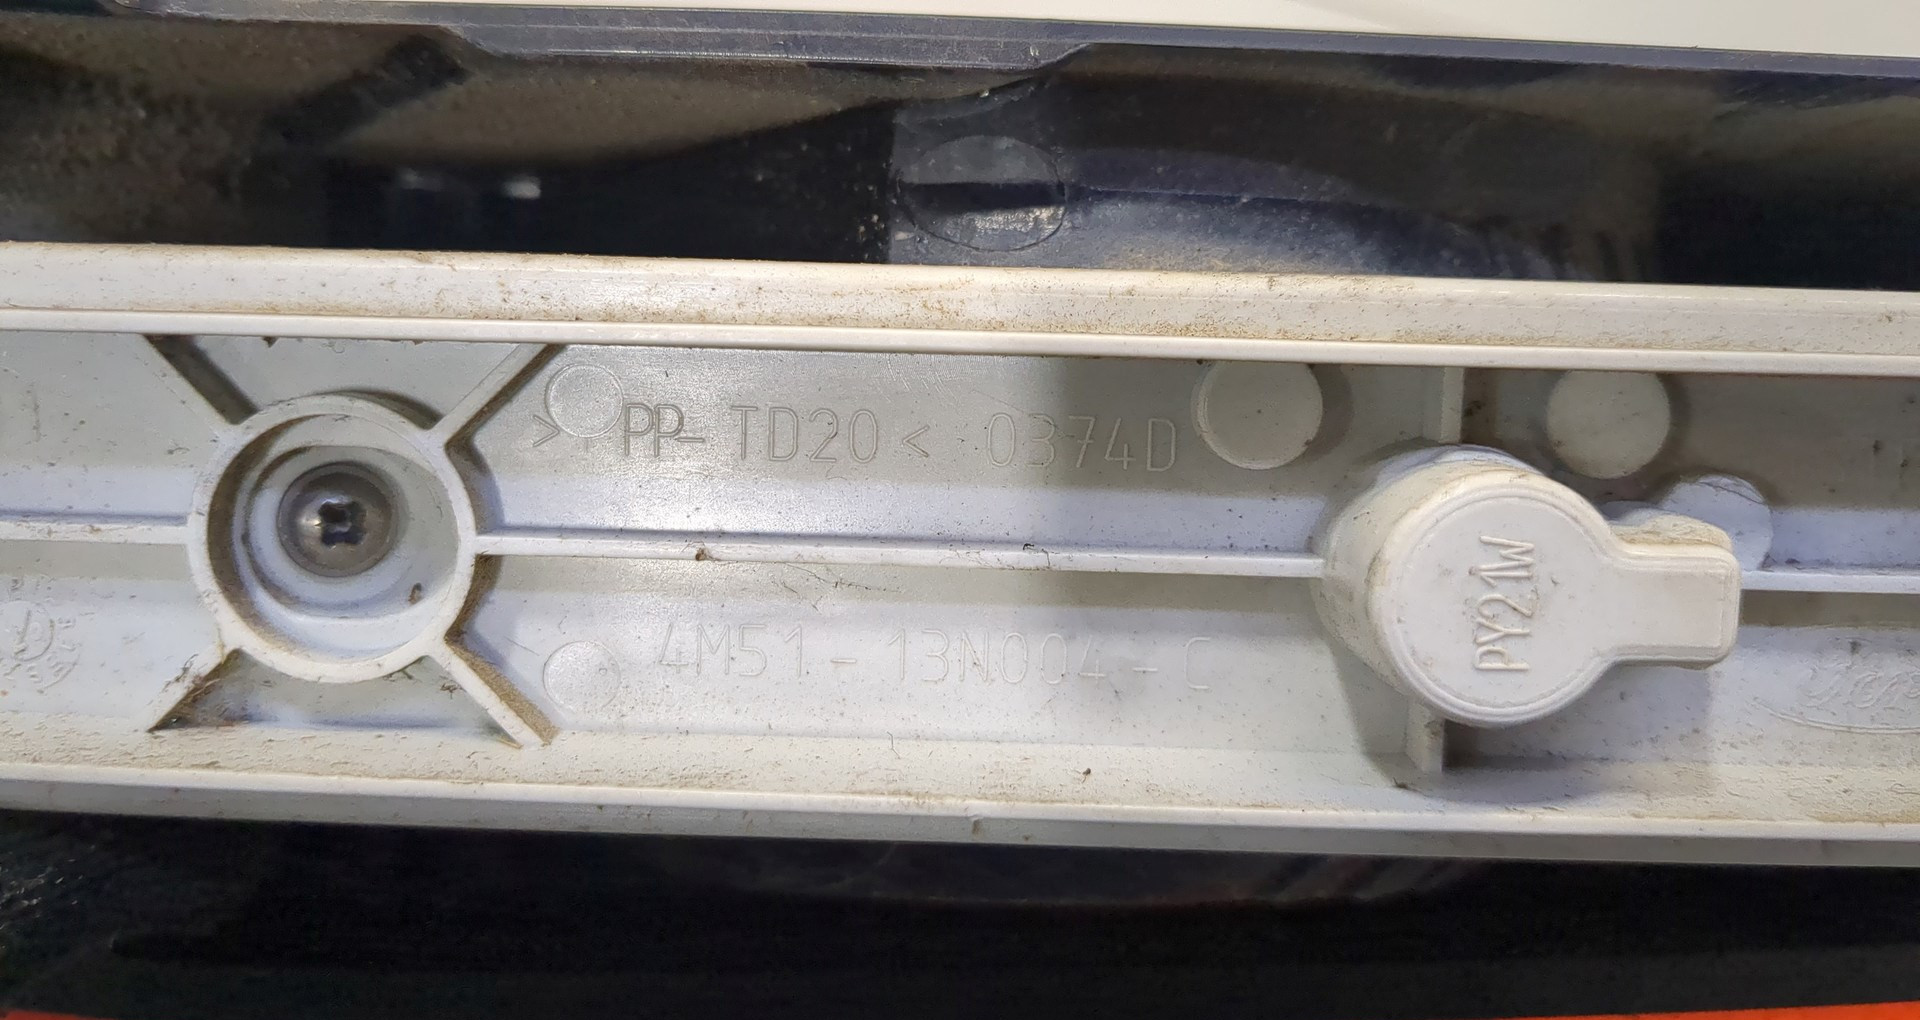 > PP-TD20 < 0374D
4M51-13N004-C
PY21W